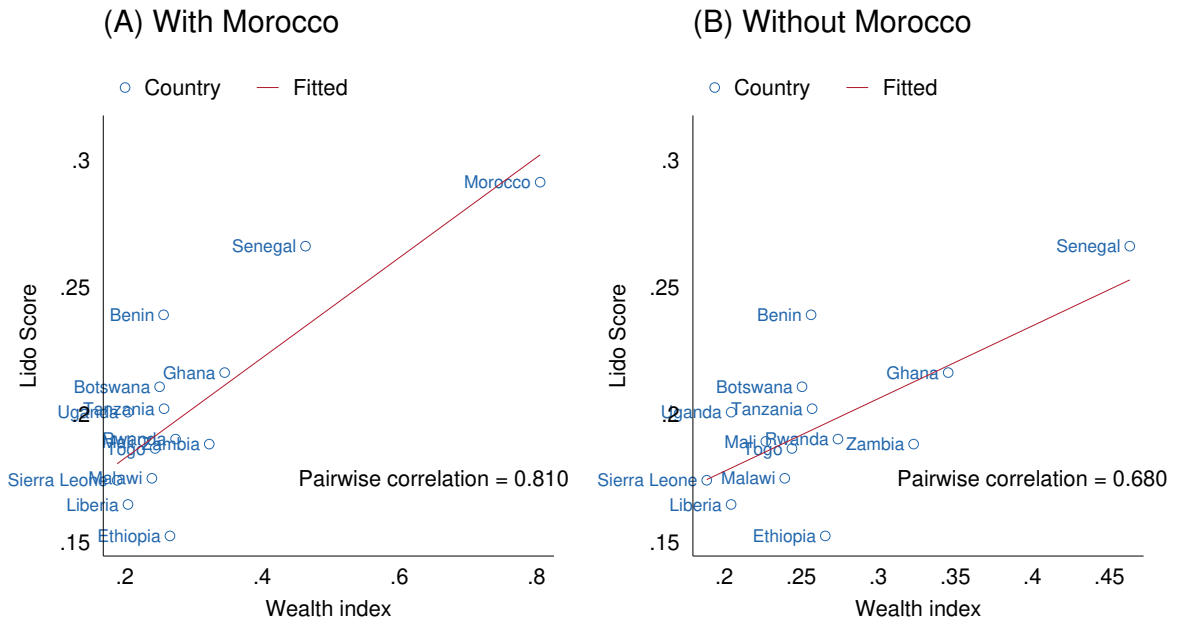 (A) With Morocco
Country
Fitted
Lido Score
.3
.25
.2
.15
Morocco
Senegal
Benin
Ghana
Botswana
Tanzania
Uganda
Rwanda
Mali
Zambia
Togo
Malawi
Sierra Leone
Liberia
Ethiopia
Pairwise correlation = 0.810
.2 .4 .6 .8
Wealth index
(B) Without Morocco
Country
Fitted
Lido Score
.3
.25
.2
.15
Senegal
Benin
Ghana
Botswana
Tanzania
Uganda
Rwanda
Mali
Zambia
Togo
Malawi
Sierra Leone
Liberia
Ethiopia
Pairwise correlation = 0.680
.2 .25 .3 .35 .4 .45
Wealth index